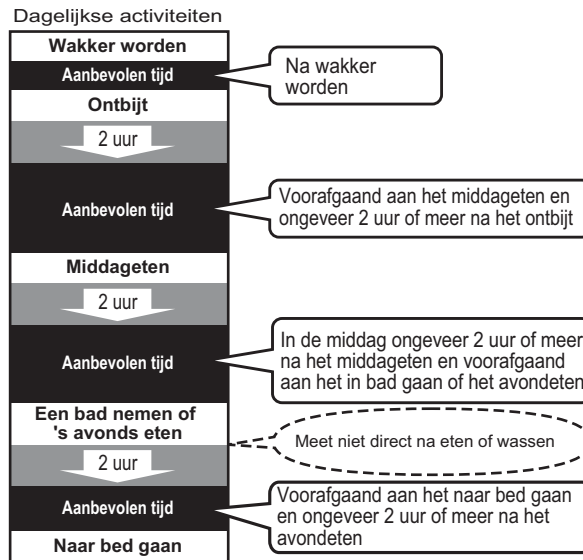 Dagelijkse activiteiten
Wakker worden
Aanbevolen tijd
Na wakker
worden
Ontbijt
2 uur
Aanbevolen tijd
Voorafgaand aan het middageten en
ongeveer 2 uur of meer na het ontbijt
Middageten
2 uur
Aanbevolen tijd
In de middag ongeveer 2 uur of meer
na het middageten en voorafgaand
aan het in bad gaan of het avondeten
Een bad nemen of
's avonds eten
Meet niet direct na eten of wassen
2 uur
Aanbevolen tijd
Voorafgaand aan het naar bed gaan
en ongeveer 2 uur of meer na het
avondeten
Naar bed gaan